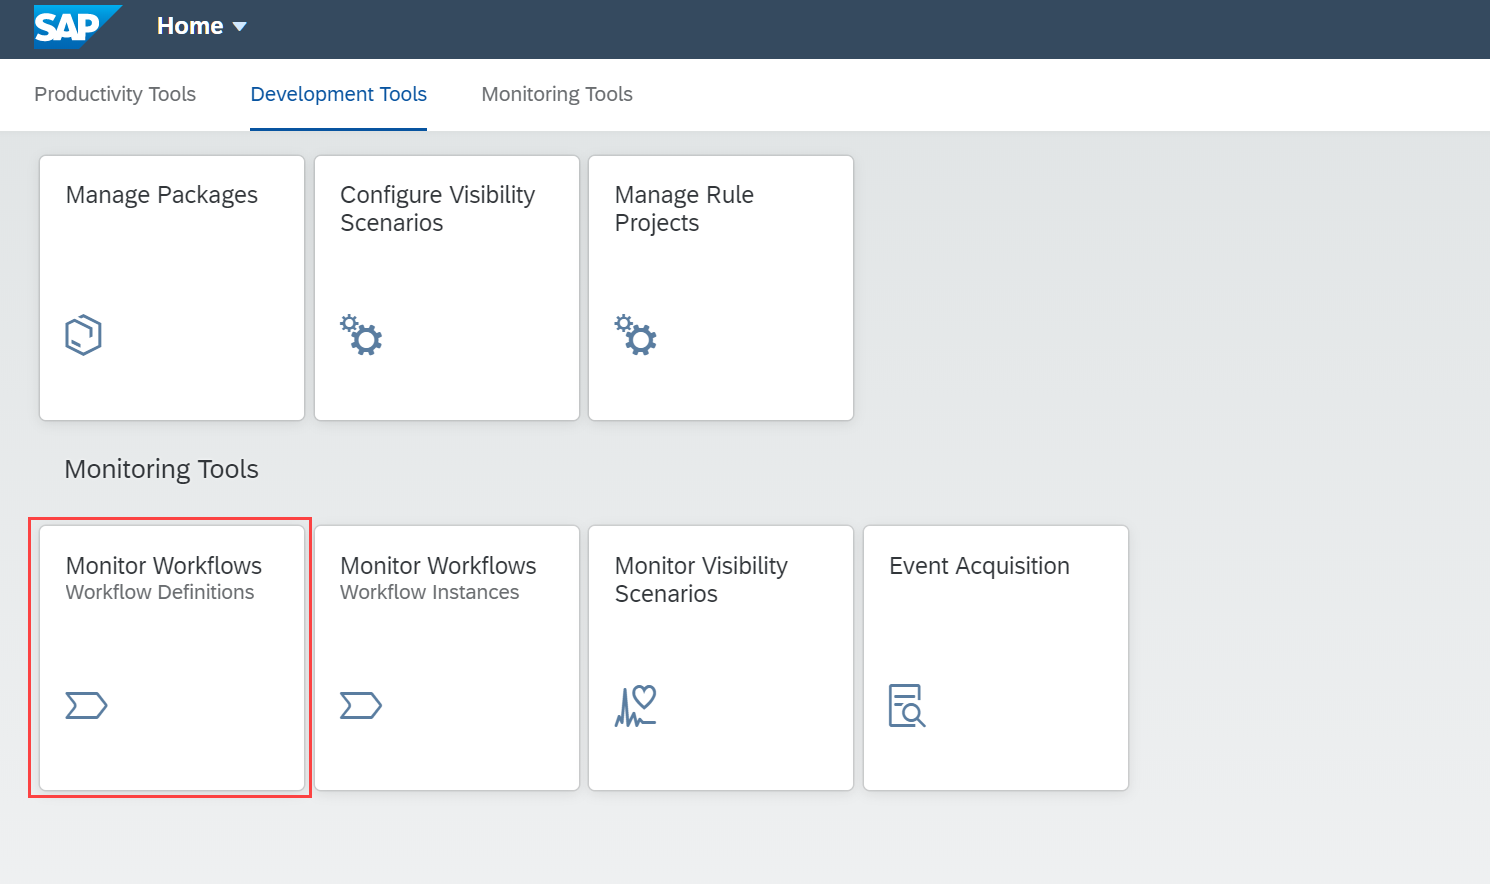 SAP Home
Productivity Tools Development Tools Monitoring Tools
Manage Packages
Configure Visibility
Scenarios
Manage Rule
Projects
Monitoring Tools
Monitor Workflows
Workflow Definitions
Monitor Workflows
Workflow Instances
Monitor Visibility
Scenarios
Event Acquisition